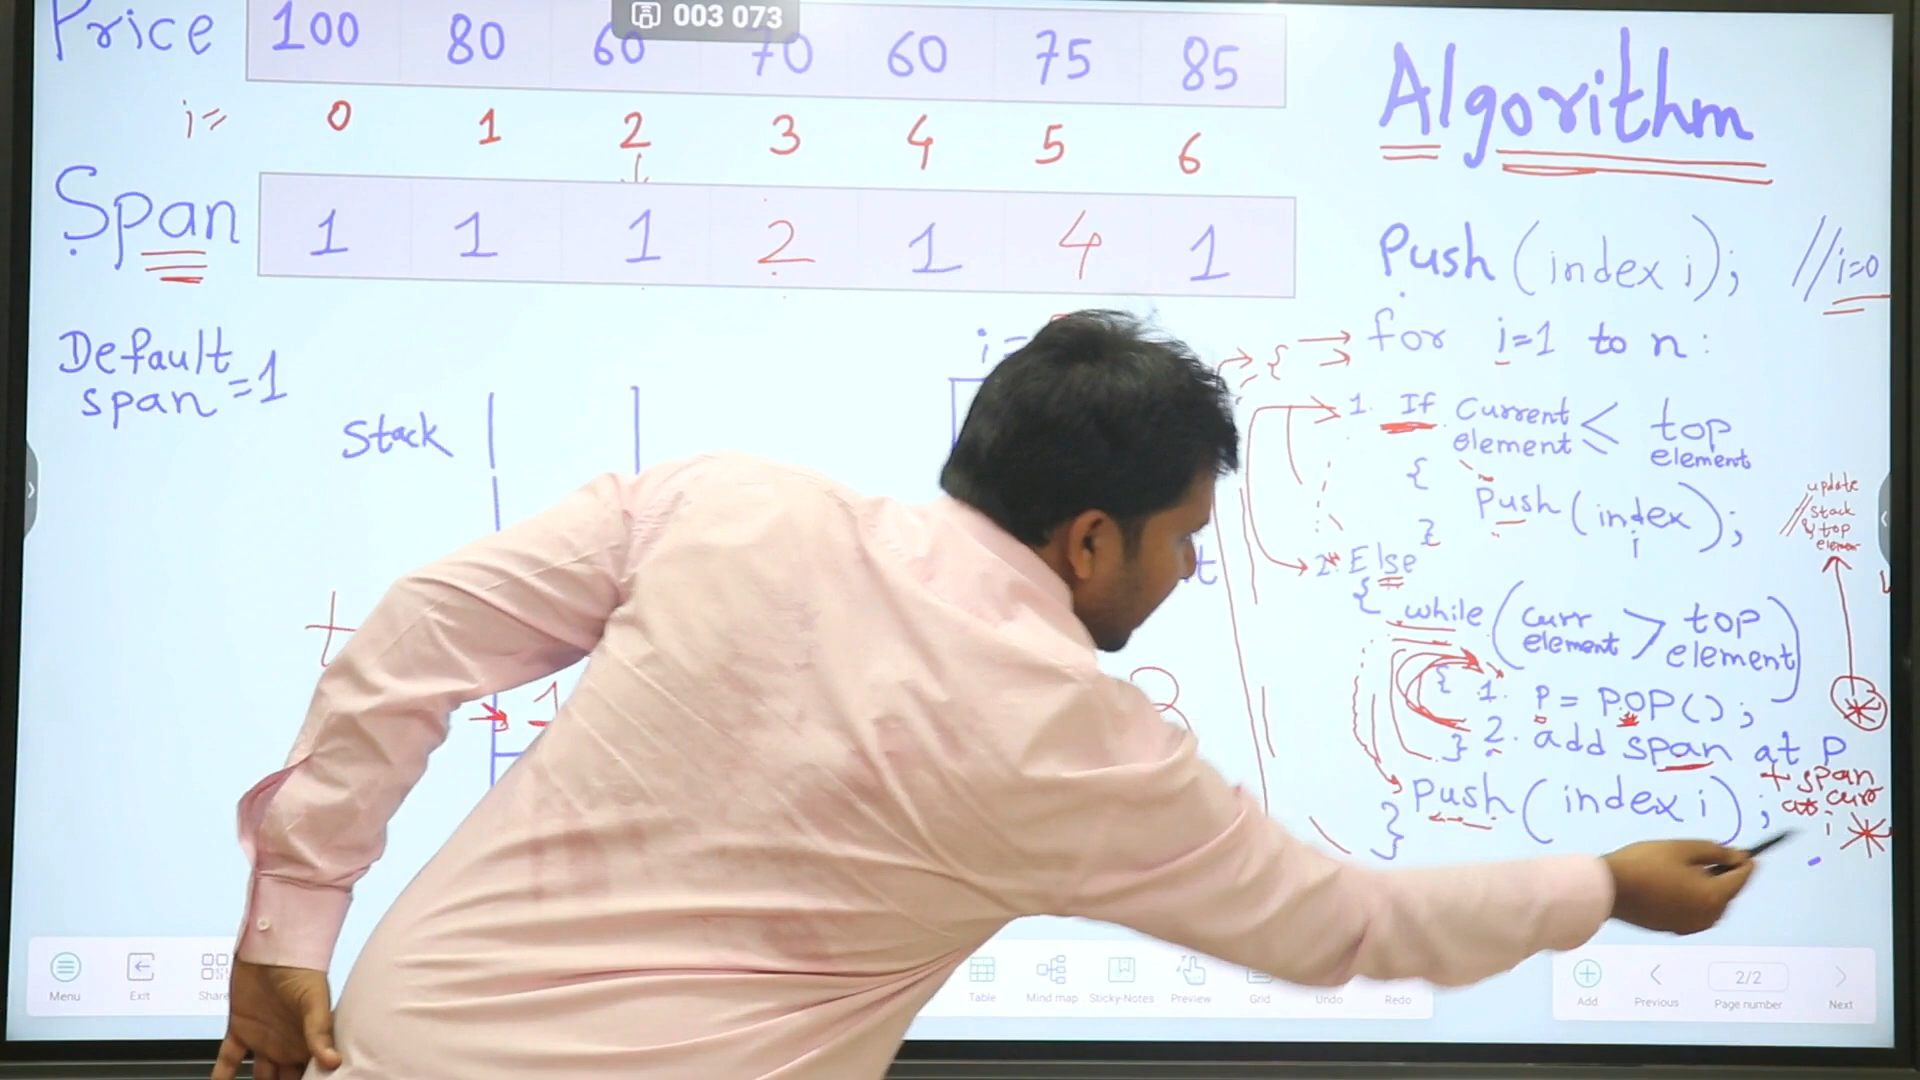 003 073
Price 100 80 60 70 60 75 85
i= 0 1 2 3 4 5 6
Span 1 1 1 2 1 4 1
Default
span =1
Stack
i=
Algorithm
Push (index i); //i=0
{ for i=1 to n:
1. If Current element <= top element
{
Push (index i);
}
// update stack & top element
2. Else
{ while (curr element > top element)
{ 1. P = POP();
} 2. add span at P
+ span at curr i
Push (index i);
}
Menu Exit Share
Table Mind map Sticky-Notes Preview Grid Undo Redo
Add Previous 2/2 Page number Next